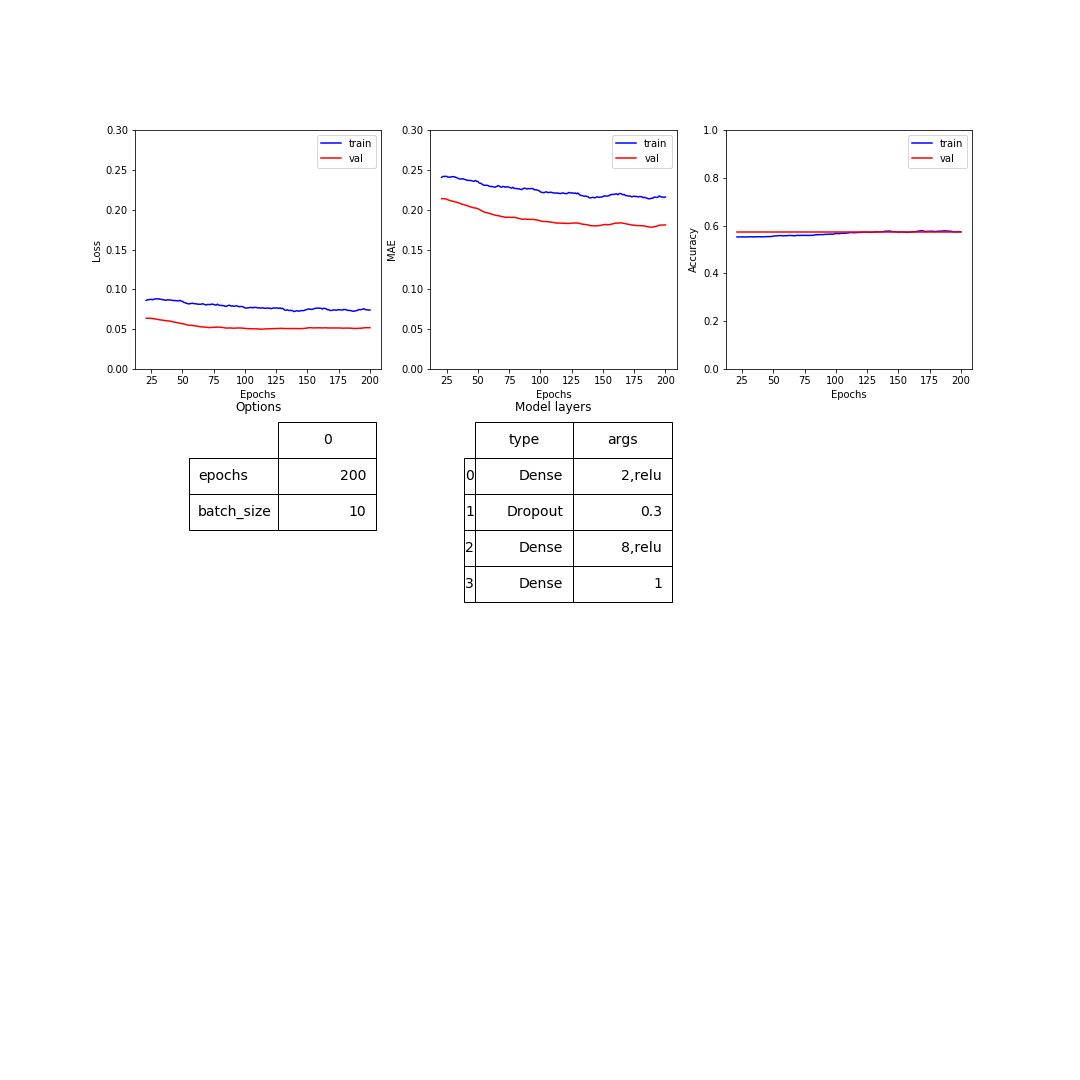 0.30
0.25
0.20
0.15
0.10
0.05
0.00
Loss
train
val
25 50 75 100 125 150 175 200
Epochs
0.30
0.25
0.20
0.15
0.10
0.05
0.00
MAE
train
val
25 50 75 100 125 150 175 200
Epochs
1.0
0.8
0.6
0.4
0.2
0.0
Accuracy
train
val
25 50 75 100 125 150 175 200
Epochs
Options
0
epochs 200
batch_size 10
Model layers
type args
0 Dense 2,relu
1 Dropout 0.3
2 Dense 8,relu
3 Dense 1